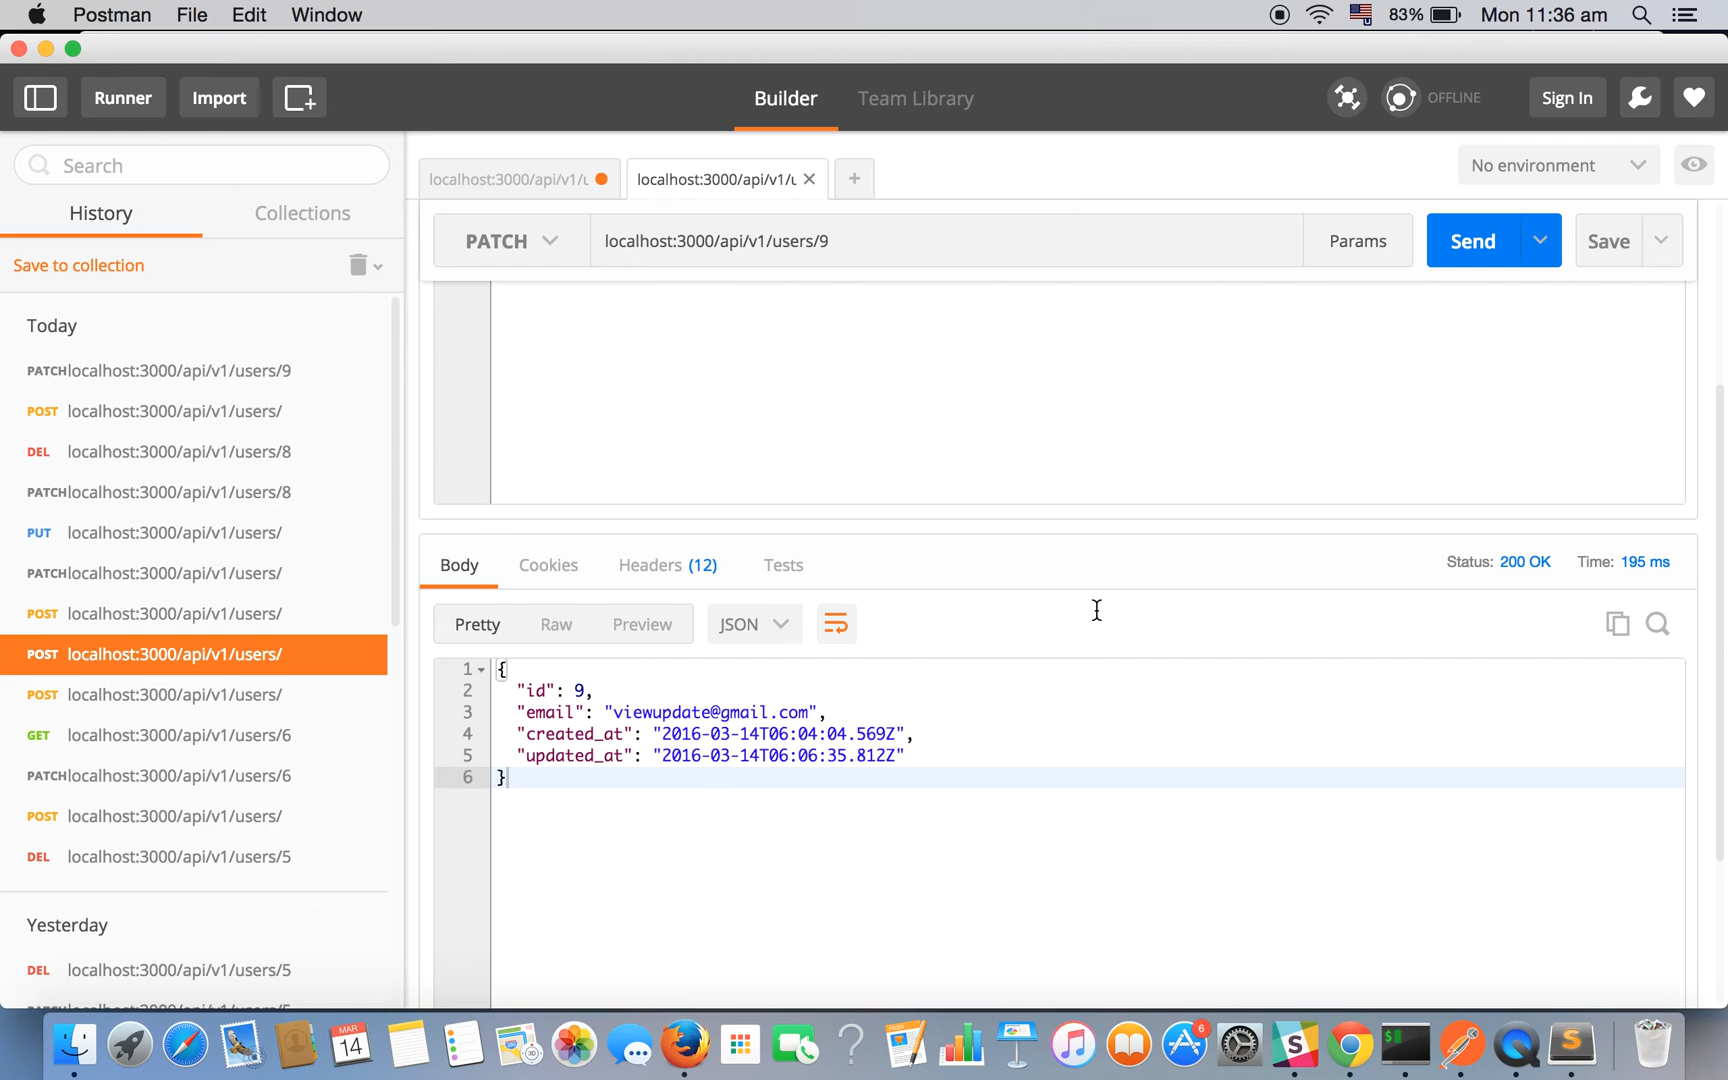 Postman File Edit Window 83% Mon 11:36 am
Runner Import Builder Team Library OFFLINE Sign In
Search
localhost:3000/api/v1/u localhost:3000/api/v1/u No environment
History Collections
PATCH localhost:3000/api/v1/users/9 Params Send Save
Save to collection
Today
PATCH localhost:3000/api/v1/users/9
POST localhost:3000/api/v1/users/
DEL localhost:3000/api/v1/users/8
PATCH localhost:3000/api/v1/users/8
PUT localhost:3000/api/v1/users/
PATCH localhost:3000/api/v1/users/
POST localhost:3000/api/v1/users/
POST localhost:3000/api/v1/users/
POST localhost:3000/api/v1/users/
GET localhost:3000/api/v1/users/6
PATCH localhost:3000/api/v1/users/6
POST localhost:3000/api/v1/users/
DEL localhost:3000/api/v1/users/5
Yesterday
DEL localhost:3000/api/v1/users/5
Body Cookies Headers (12) Tests Status: 200 OK Time: 195 ms
Pretty Raw Preview JSON
1 {
2 "id": 9,
3 "email": "viewupdate@gmail.com",
4 "created_at": "2016-03-14T06:04:04.569Z",
5 "updated_at": "2016-03-14T06:06:35.812Z"
6 }
MAR
14
3D
6
$
S
S